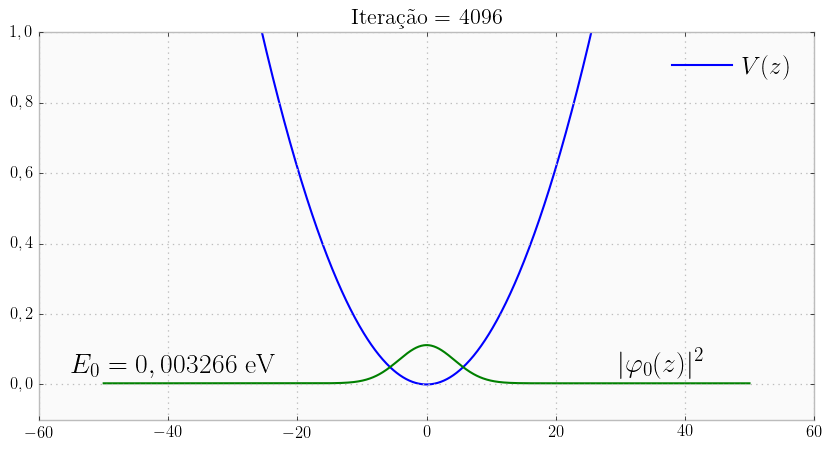 Iteração = 4096
1,0
0,8
0,6
0,4
0,2
0,0
V(z)
E₀ = 0,003266 eV
|φ₀(z)|²
−60 −40 −20 0 20 40 60